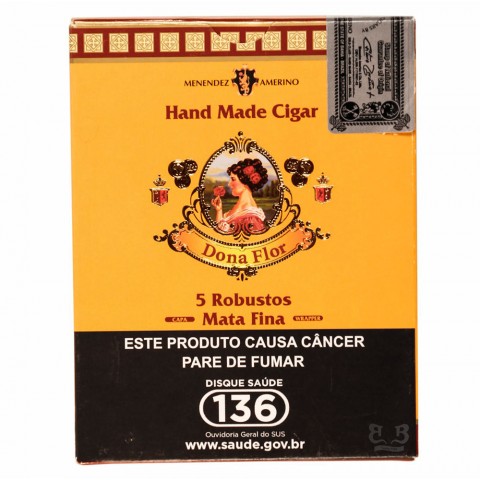 MENENDEZ AMERINO
Hand Made Cigar
Dona Flor
5 Robustos
CAPA Mata Fina WRAPPER
ESTE PRODUTO CAUSA CÂNCER
PARE DE FUMAR
DISQUE SAÚDE
136
Ouvidoria Geral do SUS
www.saude.gov.br